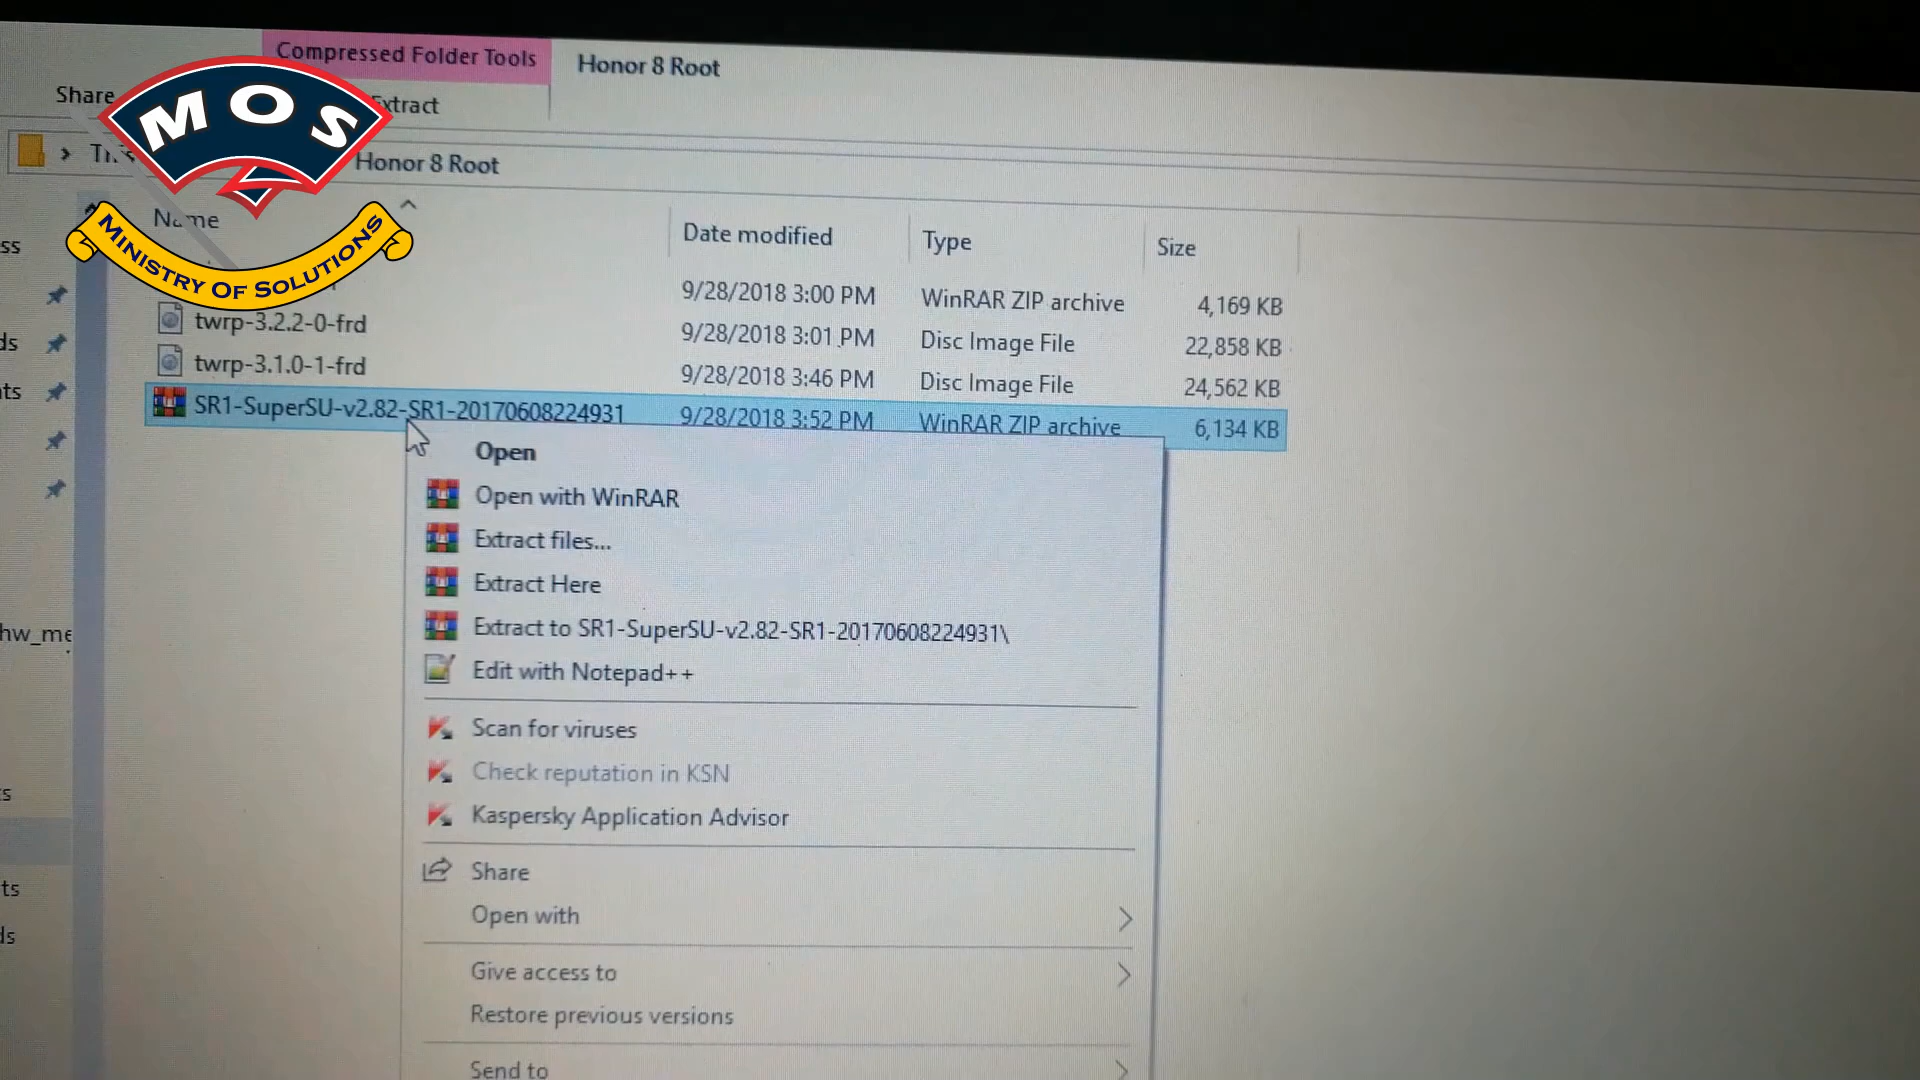 Compressed Folder Tools
Honor 8 Root
Share
Extract
MOS
Honor 8 Root
MINISTRY OF SOLUTIONS
Name
Date modified
Type
Size
9/28/2018 3:00 PM
WinRAR ZIP archive
4,169 KB
twrp-3.2.2-0-frd
9/28/2018 3:01 PM
Disc Image File
22,858 KB
twrp-3.1.0-1-frd
9/28/2018 3:46 PM
Disc Image File
24,562 KB
SR1-SuperSU-v2.82-SR1-20170608224931
9/28/2018 3:52 PM
WinRAR ZIP archive
6,134 KB
Open
Open with WinRAR
Extract files...
Extract Here
Extract to SR1-SuperSU-v2.82-SR1-20170608224931\
hw_me
Edit with Notepad++
Scan for viruses
Check reputation in KSN
Kaspersky Application Advisor
Share
Open with
Give access to
Restore previous versions
Send to